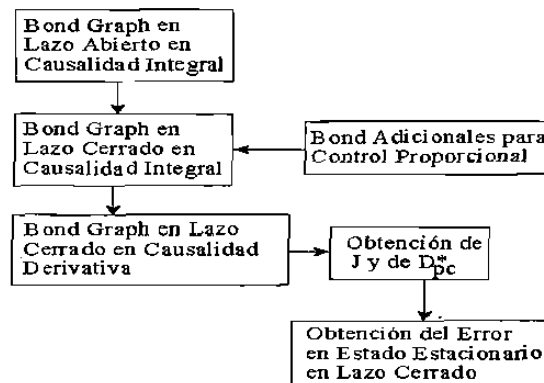 Bond Graph en
Lazo Abierto en
Causalidad Integral
Bond Graph en
Lazo Cerrado en
Causalidad Integral
Bond Adicionales para
Control Proporcional
Bond Graph en Lazo
Cerrado en Causalidad
Derivativa
Obtención de
J y de D*pc
Obtención del Error
en Estado Estacionario
en Lazo Cerrado